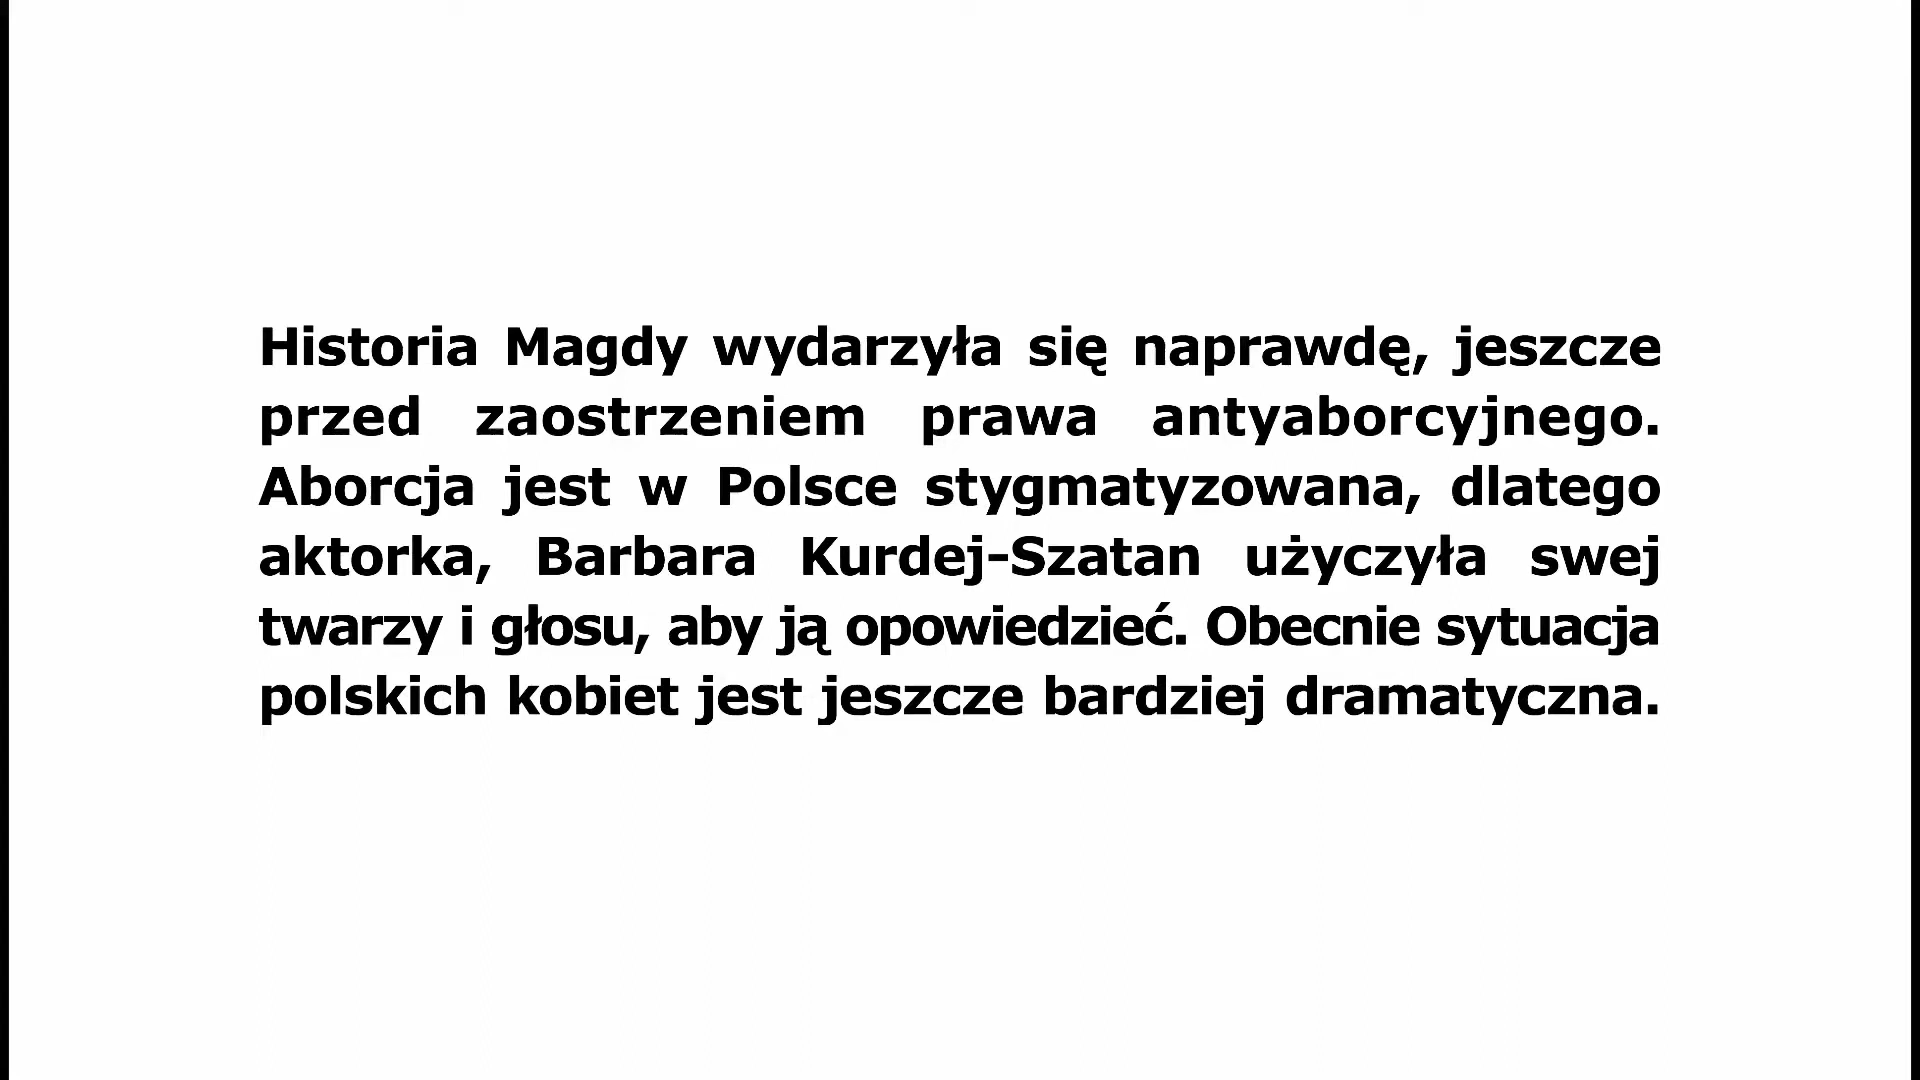 Historia Magdy wydarzyła się naprawdę, jeszcze
przed zaostrzeniem prawa antyaborcyjnego.
Aborcja jest w Polsce stygmatyzowana, dlatego
aktorka, Barbara Kurdej-Szatan użyczyła swej
twarzy i głosu, aby ją opowiedzieć. Obecnie sytuacja
polskich kobiet jest jeszcze bardziej dramatyczna.